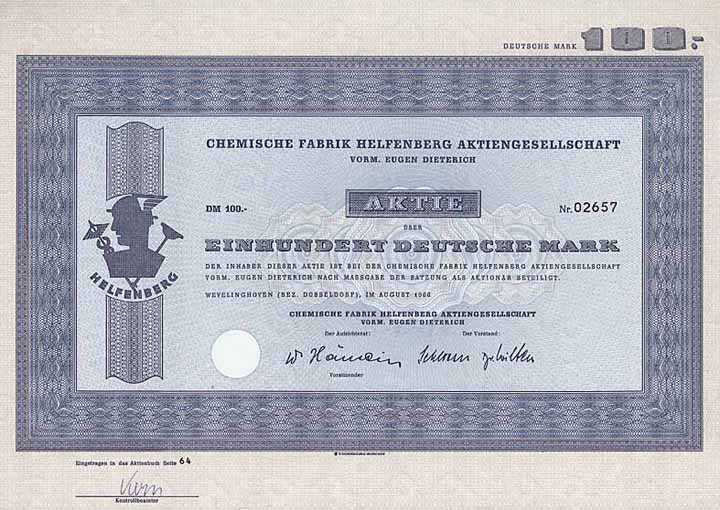 DEUTSCHE MARK 100.-
CHEMISCHE FABRIK HELFENBERG AKTIENGESELLSCHAFT
VORM. EUGEN DIETERICH
DM 100.- AKTIE Nr. 02657
ÜBER
EINHUNDERT DEUTSCHE MARK
HELFENBERG
DER INHABER DIESER AKTIE IST BEI DER CHEMISCHE FABRIK HELFENBERG AKTIENGESELLSCHAFT
VORM. EUGEN DIETERICH NACH MASSGABE DER SATZUNG ALS AKTIONÄR BETEILIGT.
WEVELINGHOVEN (BEZ. DÜSSELDORF), IM AUGUST 1966
CHEMISCHE FABRIK HELFENBERG AKTIENGESELLSCHAFT
VORM. EUGEN DIETERICH
Der Aufsichtsrat: Der Vorstand:
Vorsitzender
Eingetragen in das Aktienbuch Seite 64
Kontrollbeamter